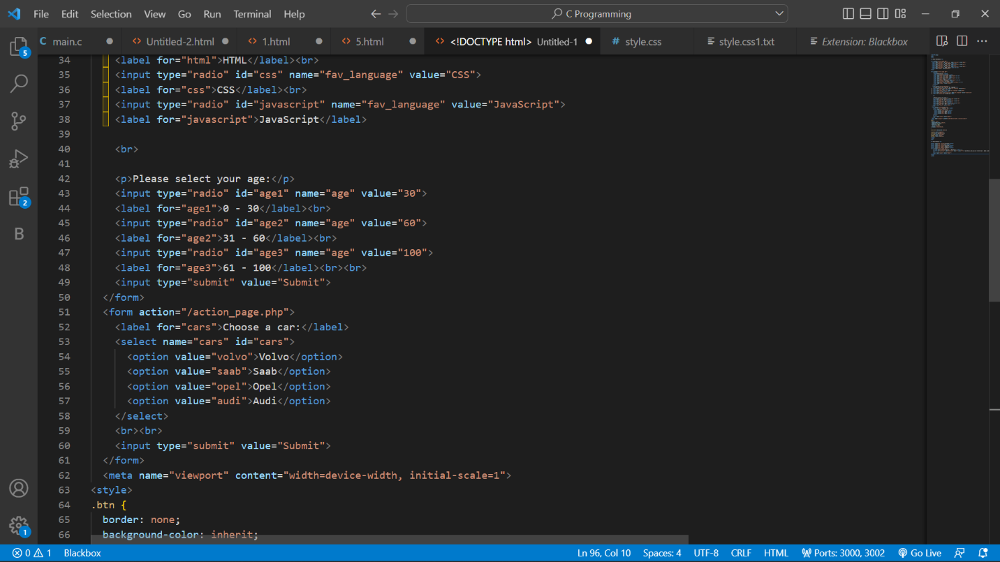 File Edit Selection View Go Run Terminal Help C Programming
main.c Untitled-2.html 1.html 5.html <!DOCTYPE html> Untitled-1 style.css style.css1.txt Extension: Blackbox
34 <label for="html">HTML</label><br>
35 <input type="radio" id="css" name="fav_language" value="CSS">
36 <label for="css">CSS</label><br>
37 <input type="radio" id="javascript" name="fav_language" value="JavaScript">
38 <label for="javascript">JavaScript</label>
39
40 <br>
41
42 <p>Please select your age:</p>
43 <input type="radio" id="age1" name="age" value="30">
44 <label for="age1">0 - 30</label><br>
45 <input type="radio" id="age2" name="age" value="60">
46 <label for="age2">31 - 60</label><br>
47 <input type="radio" id="age3" name="age" value="100">
48 <label for="age3">61 - 100</label><br><br>
49 <input type="submit" value="Submit">
50 </form>
51 <form action="/action_page.php">
52 <label for="cars">Choose a car:</label>
53 <select name="cars" id="cars">
54 <option value="volvo">Volvo</option>
55 <option value="saab">Saab</option>
56 <option value="opel">Opel</option>
57 <option value="audi">Audi</option>
58 </select>
59 <br><br>
60 <input type="submit" value="Submit">
61 </form>
62 <meta name="viewport" content="width=device-width, initial-scale=1">
63 <style>
64 .btn {
65 border: none;
66 background-color: inherit;
5
2
B
1
0 1 Blackbox Ln 96, Col 10 Spaces: 4 UTF-8 CRLF HTML Ports: 3000, 3002 Go Live